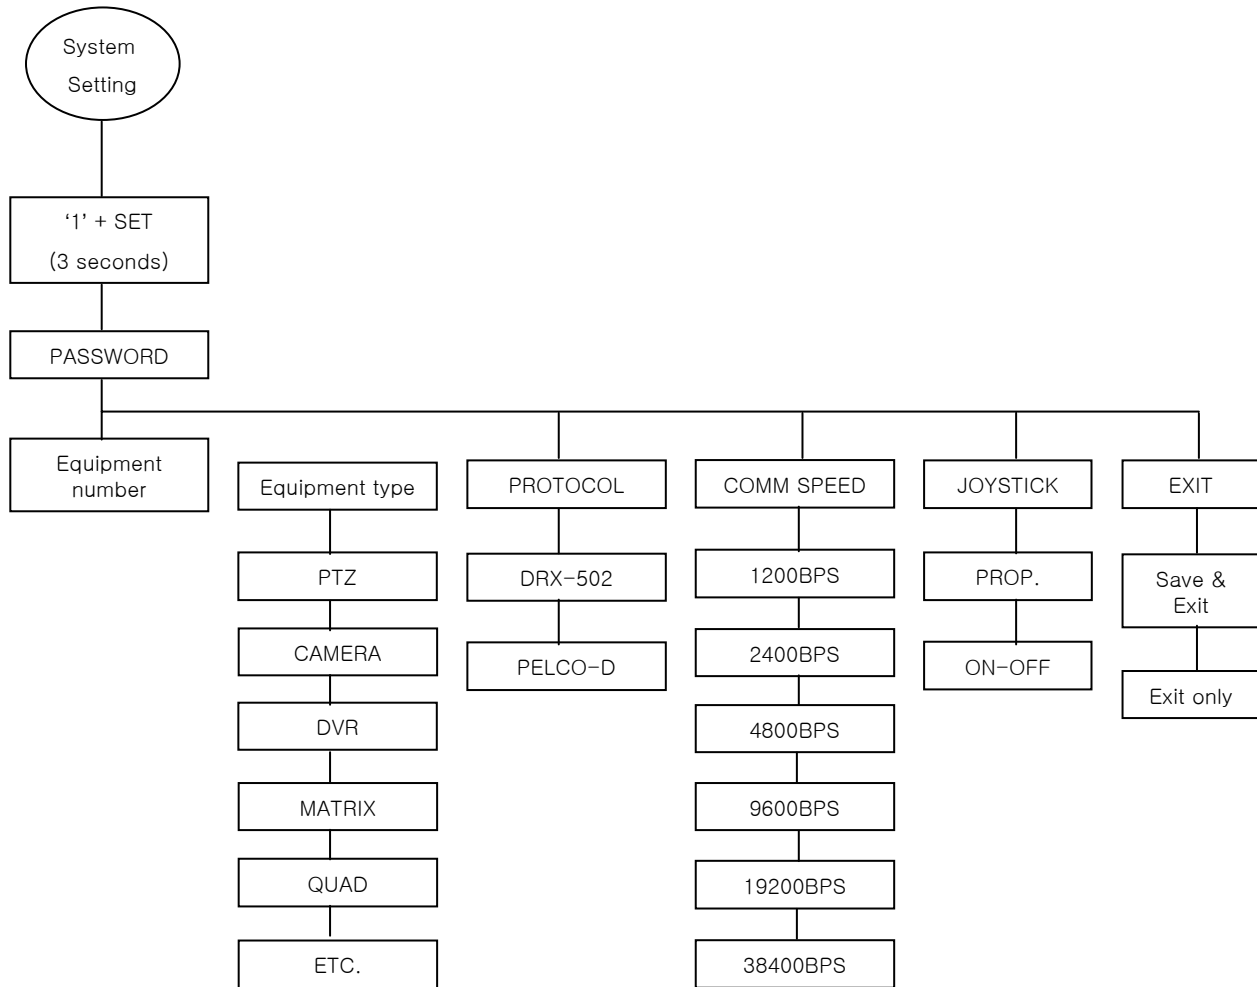 System
Setting
‘1’ + SET
(3 seconds)
PASSWORD
Equipment
number
Equipment type
PTZ
CAMERA
DVR
MATRIX
QUAD
ETC.
PROTOCOL
DRX-502
PELCO-D
COMM SPEED
1200BPS
2400BPS
4800BPS
9600BPS
19200BPS
38400BPS
JOYSTICK
PROP.
ON-OFF
EXIT
Save &
Exit
Exit only